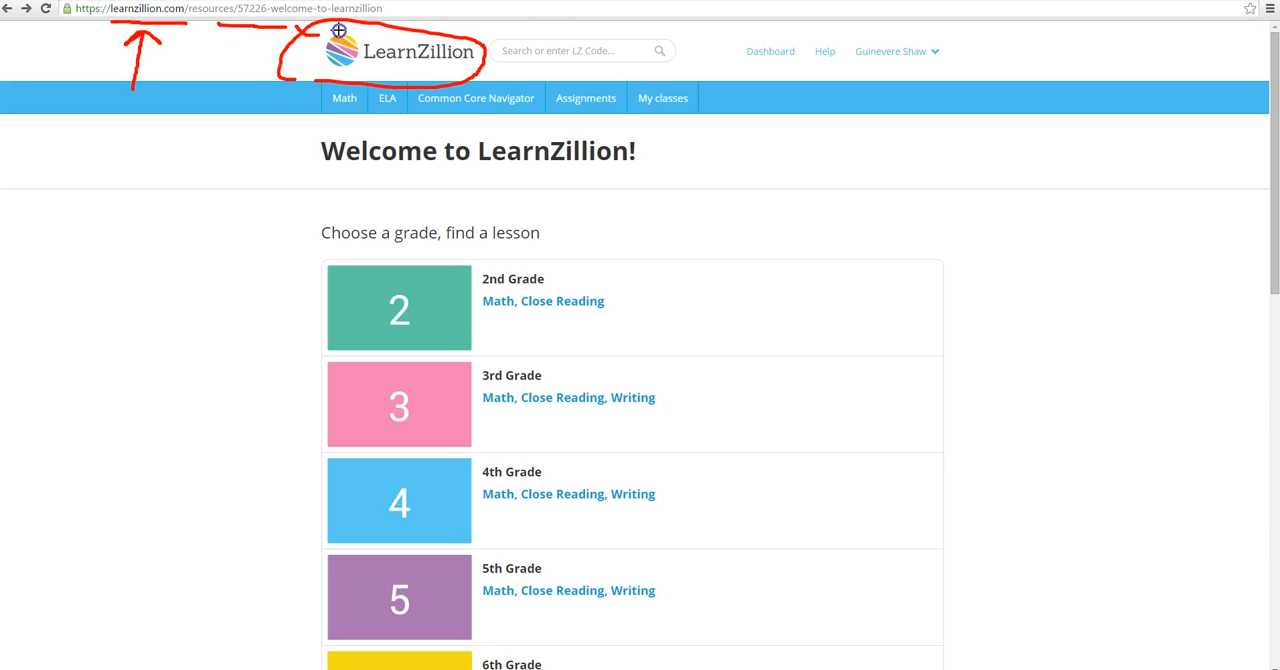 https://learnzillion.com/resources/57226-welcome-to-learnzillion
LearnZillion
Search or enter LZ Code...
Dashboard Help Guinevere Shaw
Math ELA Common Core Navigator Assignments My classes
Welcome to LearnZillion!
Choose a grade, find a lesson
2
2nd Grade
Math, Close Reading
3
3rd Grade
Math, Close Reading, Writing
4
4th Grade
Math, Close Reading, Writing
5
5th Grade
Math, Close Reading, Writing
6th Grade